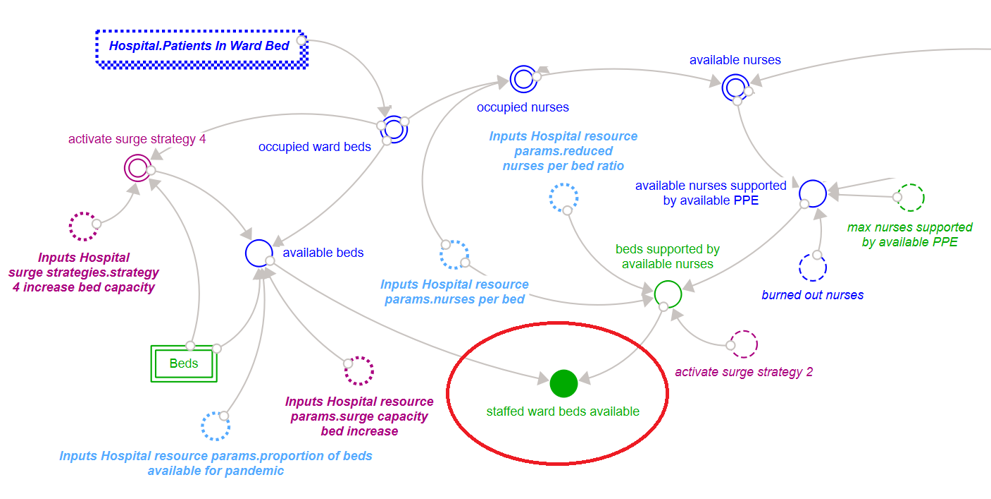 Hospital.Patients In Ward Bed
available nurses
occupied nurses
activate surge strategy 4
occupied ward beds
Inputs Hospital resource
params.reduced
nurses per bed ratio
available nurses supported
by available PPE
max nurses supported
by available PPE
available beds
beds supported by
available nurses
Inputs Hospital
surge strategies.strategy
4 increase bed capacity
Inputs Hospital resource
params.nurses per bed
burned out nurses
Beds
activate surge strategy 2
Inputs Hospital resource
params.surge capacity
bed increase
staffed ward beds available
Inputs Hospital resource params.proportion of beds
available for pandemic